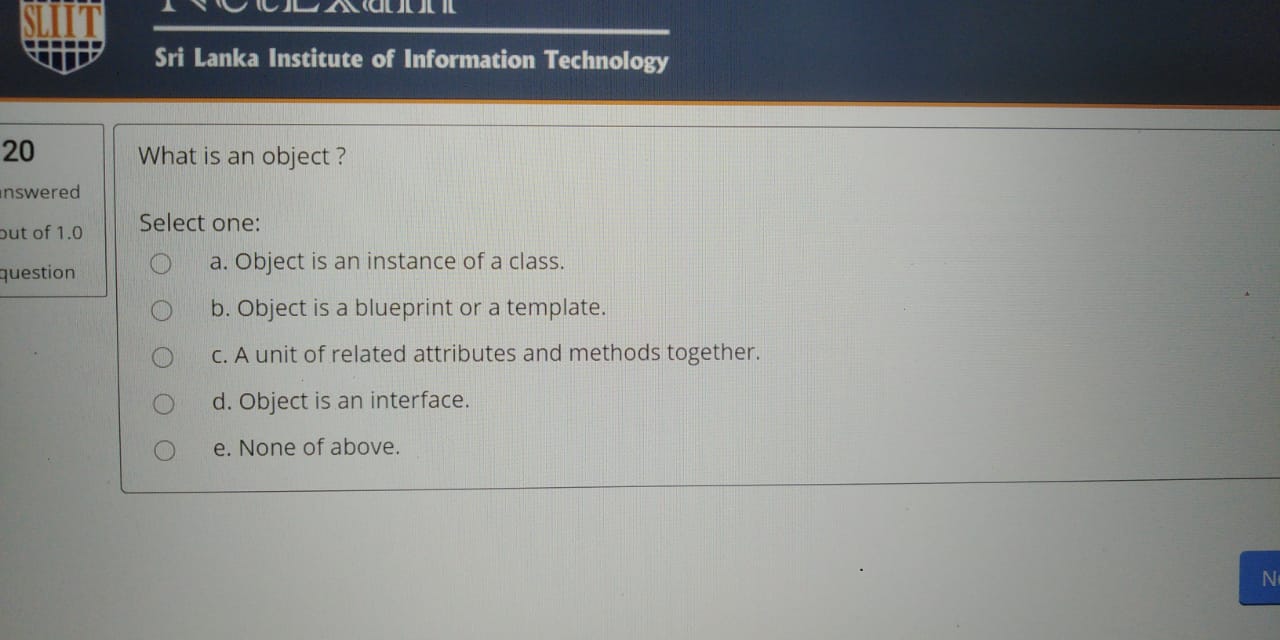 SLIIT
Sri Lanka Institute of Information Technology
20
out of 1.0
question
What is an object ?
Select one:
a. Object is an instance of a class.
b. Object is a blueprint or a template.
c. A unit of related attributes and methods together.
d. Object is an interface.
e. None of above.